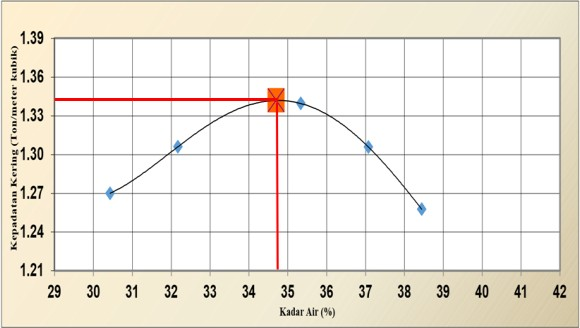 Kepadatan Kering (Ton/meter kubik)
1.39
1.36
1.33
1.30
1.27
1.24
1.21
29 30 31 32 33 34 35 36 37 38 39 40 41 42
Kadar Air (%)